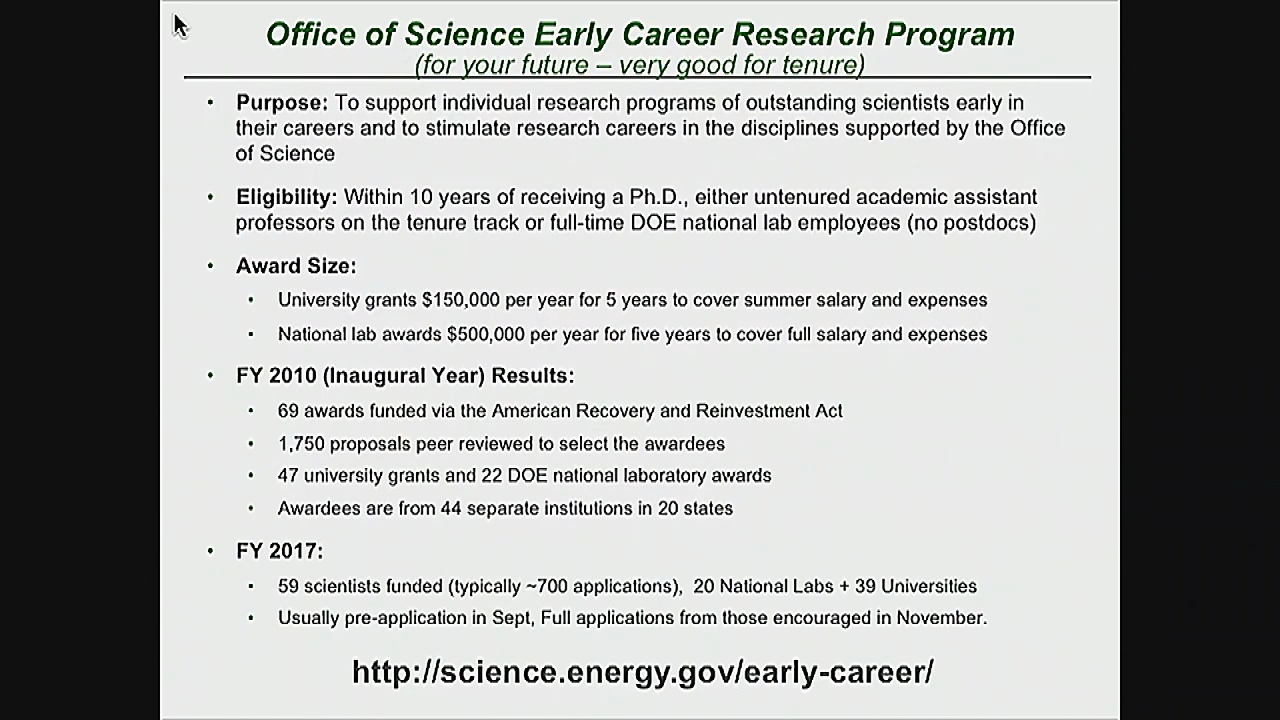 Office of Science Early Career Research Program
(for your future – very good for tenure)
• Purpose: To support individual research programs of outstanding scientists early in
their careers and to stimulate research careers in the disciplines supported by the Office
of Science
• Eligibility: Within 10 years of receiving a Ph.D., either untenured academic assistant
professors on the tenure track or full-time DOE national lab employees (no postdocs)
• Award Size:
• University grants $150,000 per year for 5 years to cover summer salary and expenses
• National lab awards $500,000 per year for five years to cover full salary and expenses
• FY 2010 (Inaugural Year) Results:
• 69 awards funded via the American Recovery and Reinvestment Act
• 1,750 proposals peer reviewed to select the awardees
• 47 university grants and 22 DOE national laboratory awards
• Awardees are from 44 separate institutions in 20 states
• FY 2017:
• 59 scientists funded (typically ~700 applications), 20 National Labs + 39 Universities
• Usually pre-application in Sept, Full applications from those encouraged in November.
http://science.energy.gov/early-career/